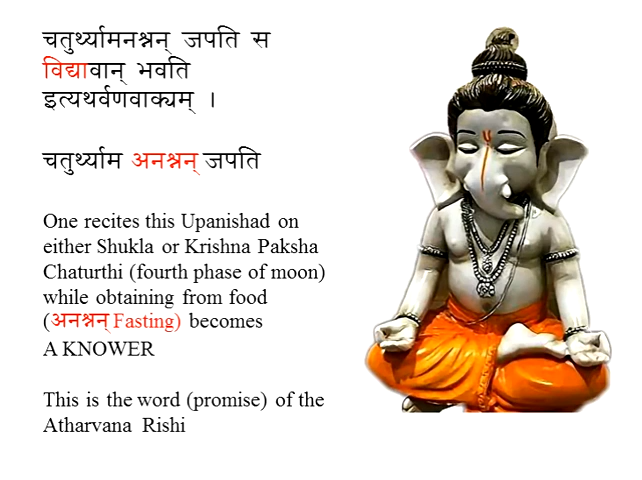 चतुर्थ्यामनश्नन् जपति स
विद्यावान् भवति
इत्यथर्वणवाक्यम् ।
चतुर्थ्याम अनश्नन् जपति
One recites this Upanishad on
either Shukla or Krishna Paksha
Chaturthi (fourth phase of moon)
while obtaining from food
(अनश्नन् Fasting) becomes
A KNOWER
This is the word (promise) of the
Atharvana Rishi